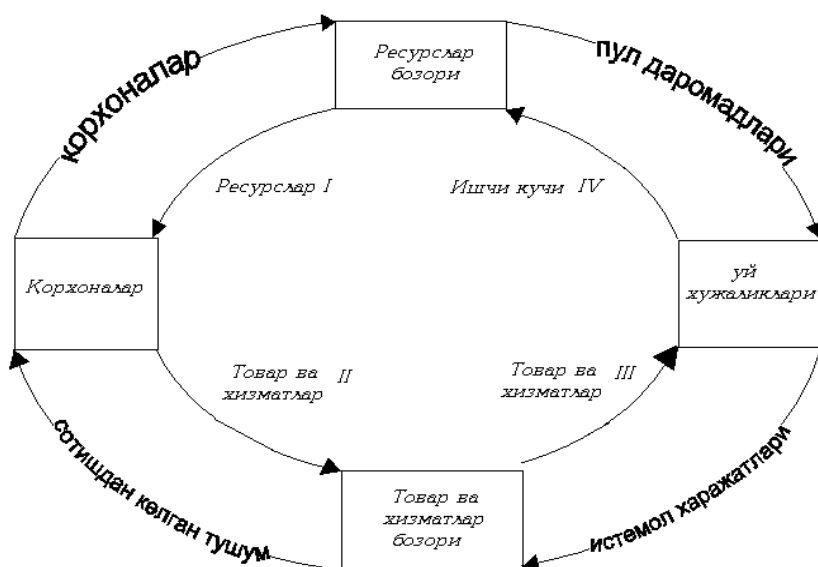 корхоналар
Ресурслар
бозори
пул даромадлари
Ресурслар I
Ишчи кучи IV
Қорхоналар
уй
хужаликлари
Товар ва II
хизматлар
Товар ва III
хизматлар
сотишдан келган тушум
Товар ва
хизматлар
бозори
истемол харажатлари